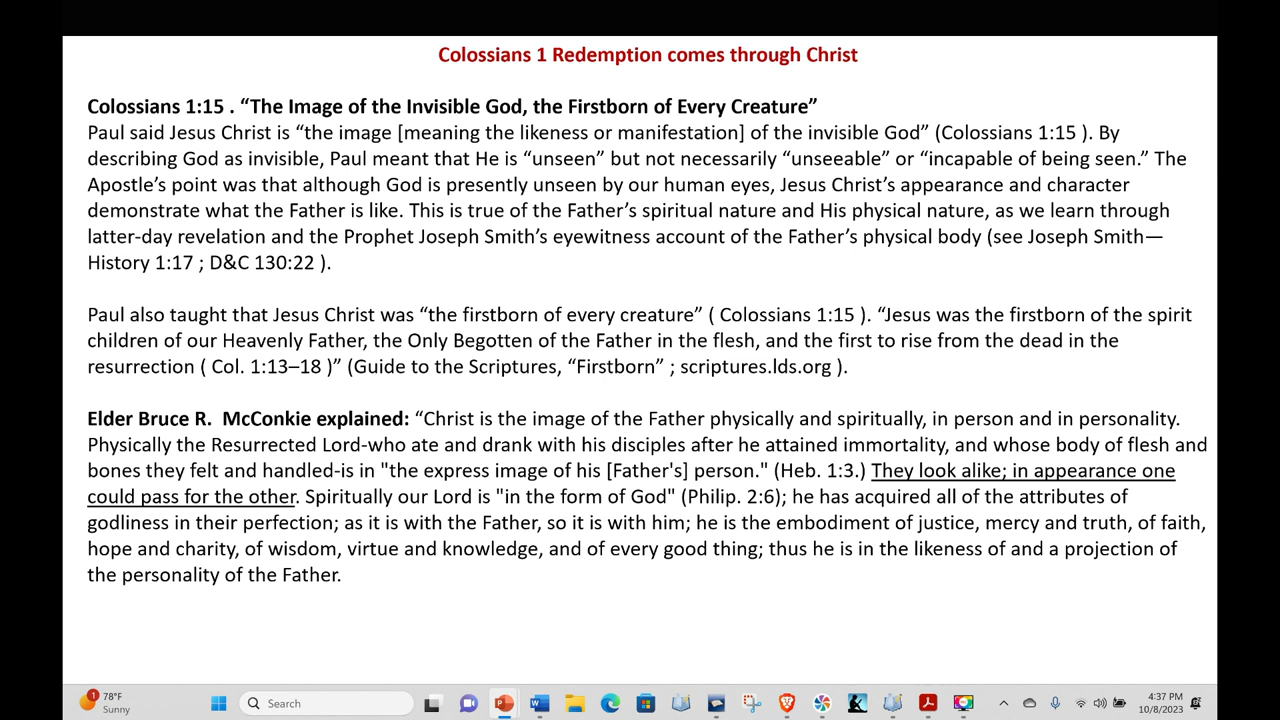 Colossians 1 Redemption comes through Christ
Colossians 1:15 . “The Image of the Invisible God, the Firstborn of Every Creature”
Paul said Jesus Christ is “the image [meaning the likeness or manifestation] of the invisible God” (Colossians 1:15 ). By
describing God as invisible, Paul meant that He is “unseen” but not necessarily “unseeable” or “incapable of being seen.” The
Apostle’s point was that although God is presently unseen by our human eyes, Jesus Christ’s appearance and character
demonstrate what the Father is like. This is true of the Father’s spiritual nature and His physical nature, as we learn through
latter-day revelation and the Prophet Joseph Smith’s eyewitness account of the Father’s physical body (see Joseph Smith—
History 1:17 ; D&C 130:22 ).
Paul also taught that Jesus Christ was “the firstborn of every creature” ( Colossians 1:15 ). “Jesus was the firstborn of the spirit
children of our Heavenly Father, the Only Begotten of the Father in the flesh, and the first to rise from the dead in the
resurrection ( Col. 1:13–18 )” (Guide to the Scriptures, “Firstborn” ; scriptures.lds.org ).
Elder Bruce R. McConkie explained: “Christ is the image of the Father physically and spiritually, in person and in personality.
Physically the Resurrected Lord-who ate and drank with his disciples after he attained immortality, and whose body of flesh and
bones they felt and handled-is in "the express image of his [Father's] person." (Heb. 1:3.) They look alike; in appearance one
could pass for the other. Spiritually our Lord is "in the form of God" (Philip. 2:6); he has acquired all of the attributes of
godliness in their perfection; as it is with the Father, so it is with him; he is the embodiment of justice, mercy and truth, of faith,
hope and charity, of wisdom, virtue and knowledge, and of every good thing; thus he is in the likeness of and a projection of
the personality of the Father.
1
78°F
Sunny
Search
4:37 PM
10/8/2023